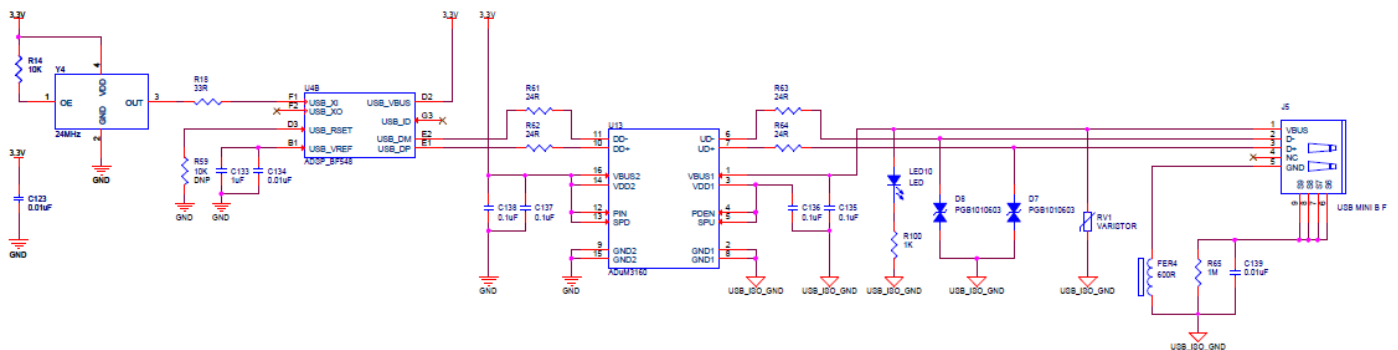 3.3V
R14
10K
Y4
4
VDD
1
OE
OUT
3
GND
2
24MHz
GND
3.3V
C123
0.01uF
GND
R18
33R
U4B
F1
F2
D3
B1
USB_XI
USB_XO
USB_RSET
USB_VREF
USB_VBUS
USB_ID
USB_DM
USB_DP
D2
G3
E2
E1
ADSP_BF548
R59
10K
DNP
GND
C133
1uF
C134
0.01uF
GND
3.3V
3.3V
R61
24R
R62
24R
C138
0.1uF
C137
0.1uF
GND
GND
U13
11
10
16
14
12
13
9
15
DD-
DD+
VBUS2
VDD2
PIN
SPD
GND2
GND2
UD-
UD+
VBUS1
VDD1
PDEN
SPU
GND1
GND1
6
7
1
3
4
5
2
8
ADuM3160
R63
24R
R64
24R
C136
0.1uF
C135
0.1uF
USB_ISO_GND
USB_ISO_GND
LED10
LED
R100
1K
USB_ISO_GND
D8
PGB1010603
D7
PGB1010603
USB_ISO_GND
RV1
VARISTOR
USB_ISO_GND
J5
1
2
3
4
5
VBUS
D-
D+
NC
GND
9
8
7
6
USB MINI B F
FER4
600R
R65
1M
C139
0.01uF
USB_ISO_GND